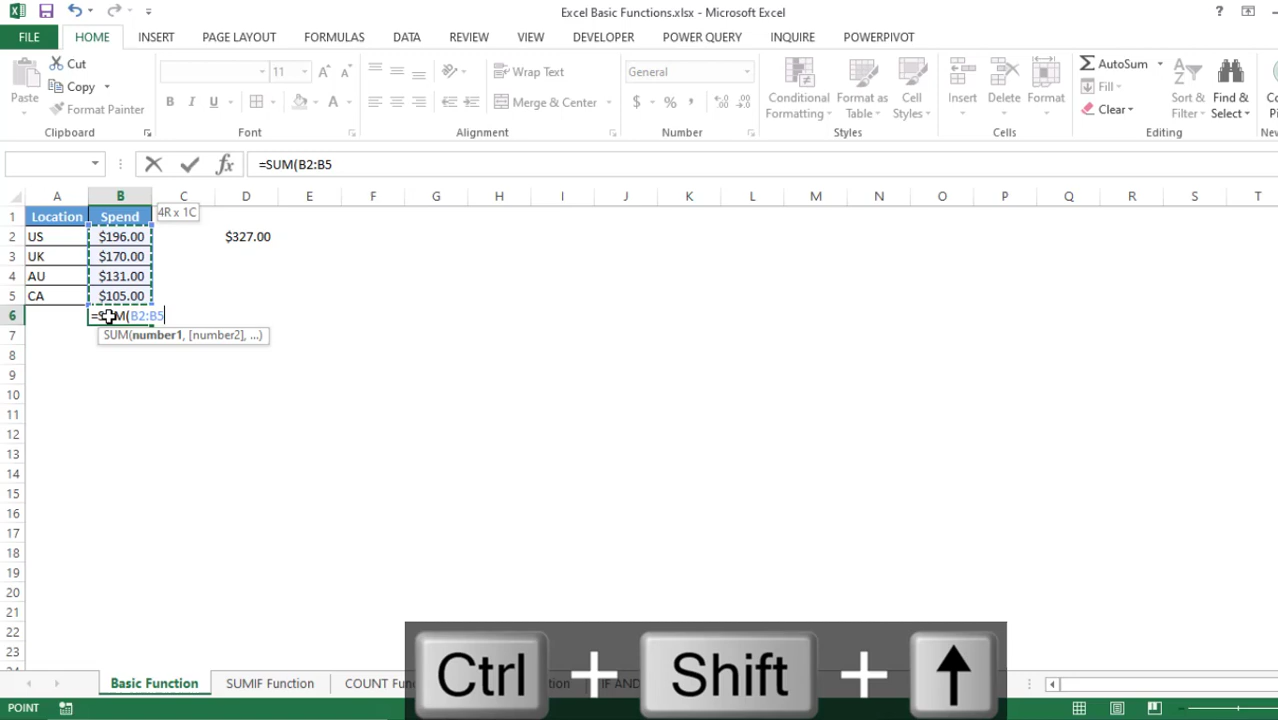 Excel Basic Functions.xlsx - Microsoft Excel
?
FILE HOME INSERT PAGE LAYOUT FORMULAS DATA REVIEW VIEW DEVELOPER POWER QUERY INQUIRE POWERPIVOT
Paste
Cut
Copy
Format Painter
Clipboard
11
B I U
Font
Wrap Text
Merge & Center
Alignment
General
$ % ,
Number
Conditional Formatting
Format as Table
Cell Styles
Styles
Insert
Delete
Format
Cells
AutoSum
Fill
Clear
Sort & Filter
Find & Select
Editing
=SUM(B2:B5
A B C D E F G H I J K L M N O P Q R S T
1 Location Spend 4R x 1C
2 US $196.00 $327.00
3 UK $170.00
4 AU $131.00
5 CA $105.00
6 =SUM(B2:B5
7 SUM(number1, [number2], ...)
8
9
10
11
12
13
14
15
16
17
18
19
20
21
22
23
Ctrl + Shift + ↑
Basic Function SUMIF Function COUNT IF AND
POINT